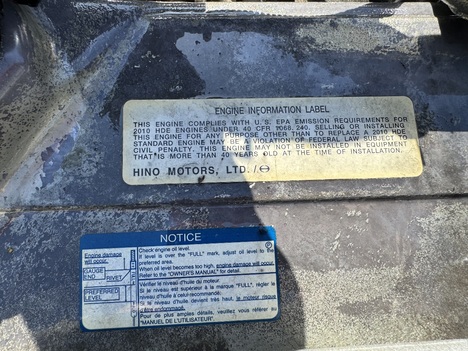 ENGINE INFORMATION LABEL
THIS ENGINE COMPLIES WITH U.S. EPA EMISSION REQUIREMENTS FOR
2010 HDE ENGINES UNDER 40 CFR 1068.240. SELLING OR INSTALLING
THIS ENGINE FOR ANY PURPOSE OTHER THAN TO REPLACE A 2010 HDE
STANDARD ENGINE MAY BE A VIOLATION OF FEDERAL LAW SUBJECT TO
CIVIL PENALTY. THIS ENGINE MAY NOT BE INSTALLED IN EQUIPMENT
THAT IS MORE THAN 40 YEARS OLD AT THE TIME OF INSTALLATION.
HINO MOTORS, LTD.
NOTICE
Engine damage
will occur.
GAUGE
END
RIVET
PREFERRED
LEVEL
Check engine oil level.
If level is over the "FULL" mark, adjust oil level to the
preferred area.
When oil level becomes too high, engine damage will occur.
Refer to the "OWNER'S MANUAL" for detail.
Vérifier le niveau d'huile du moteur.
Si le niveau est supérieur à la marque "FULL", régler le
niveau d'huile à celui recommandé.
Si le niveau d'huile devient très haut, le moteur risque
d'être endommagé.
Pour de plus amples détails, veuillez vous référer au
"MANUEL DE L'UTILISATEUR".